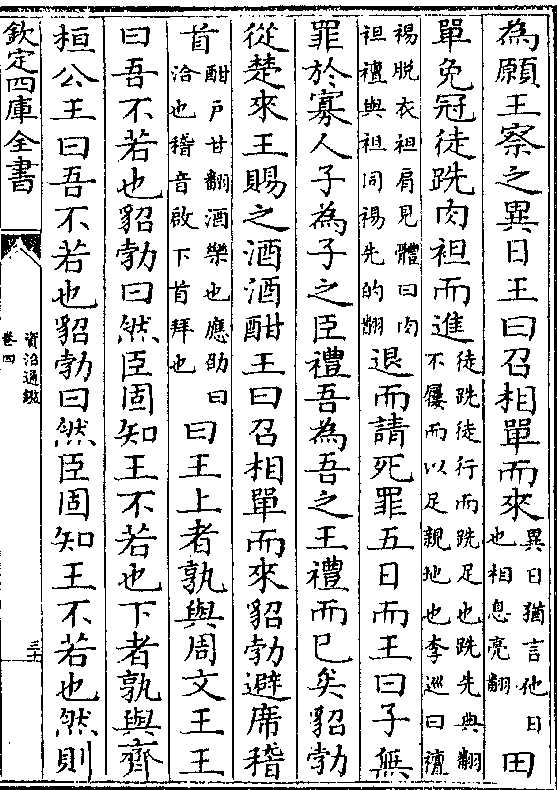 為願王察之異日王曰召相單而來異日猶言他日也相息亮翻田
單免冠徒跣肉袒而進徒跣徒行而跣足也跣先典翻不屨而以足親地也李巡曰襢
裼脫衣袒肩見體曰肉袒襢與袒同裼先的翻退而請死罪五日而王曰子無
罪於寡人子為子之臣禮吾為吾之王禮而已矣貂勃
從楚來王賜之酒酒酣王曰召相單而來貂勃避席稽
首酣戶甘翻酒樂也應劭曰洽也稽音啟下首拜也曰王上者孰與周文王王
曰吾不若也貂勃曰然臣固知王不若也下者孰與齊
桓公王曰吾不若也貂勃曰然臣固知王不若也然則
欽定四庫全書
資治通鑑
卷四